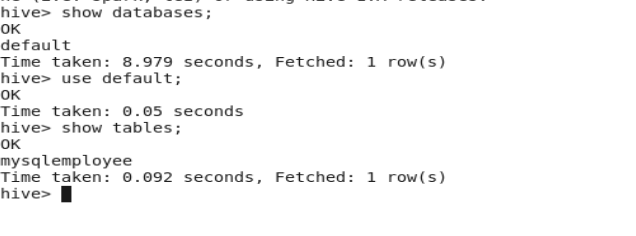 hive> show databases;
OK
default
Time taken: 8.979 seconds, Fetched: 1 row(s)
hive> use default;
OK
Time taken: 0.05 seconds
hive> show tables;
OK
mysqlemployee
Time taken: 0.092 seconds, Fetched: 1 row(s)
hive>